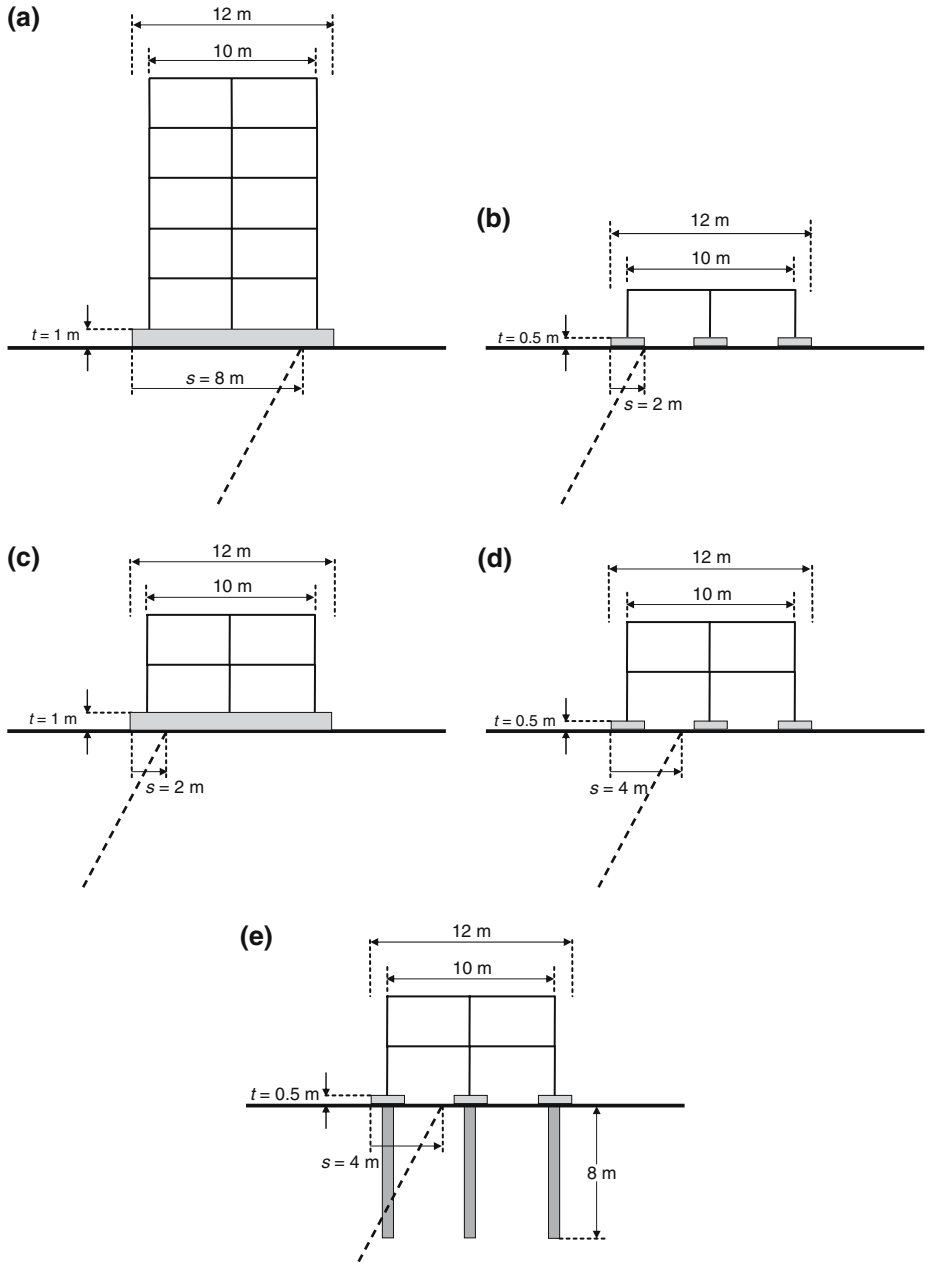 (a)
12 m
10 m
t = 1 m
s = 8 m
(b)
12 m
10 m
t = 0.5 m
s = 2 m
(c)
12 m
10 m
t = 1 m
s = 2 m
(d)
12 m
10 m
t = 0.5 m
s = 4 m
(e)
12 m
10 m
t = 0.5 m
s = 4 m
8 m